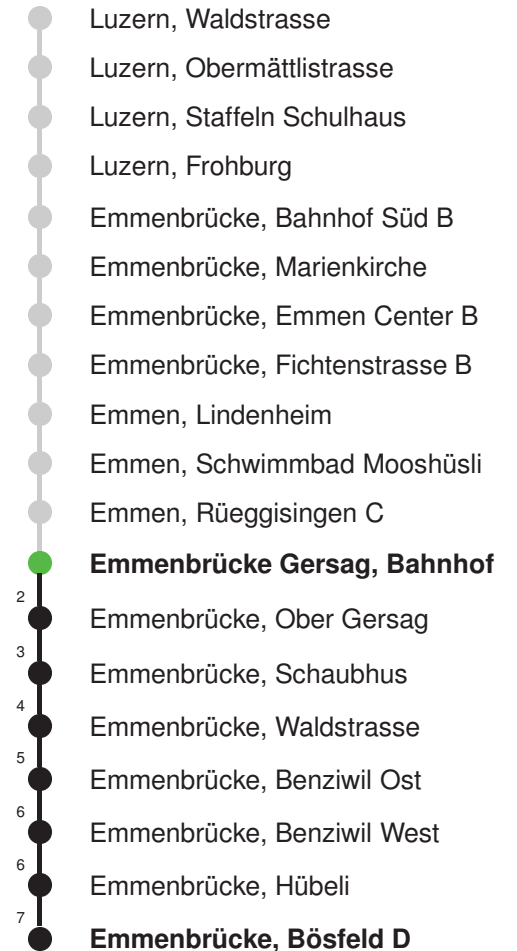 Luzern, Waldstrasse
Luzern, Obermättlistrasse
Luzern, Staffeln Schulhaus
Luzern, Frohburg
Emmenbrücke, Bahnhof Süd B
Emmenbrücke, Marienkirche
Emmenbrücke, Emmen Center B
Emmenbrücke, Fichtenstrasse B
Emmen, Lindenheim
Emmen, Schwimmbad Mooshüsli
Emmen, Rüeggisingen C
Emmenbrücke Gersag, Bahnhof
2 Emmenbrücke, Ober Gersag
3 Emmenbrücke, Schaubhus
4 Emmenbrücke, Waldstrasse
5 Emmenbrücke, Benziwil Ost
6 Emmenbrücke, Benziwil West
6 Emmenbrücke, Hübeli
7 Emmenbrücke, Bösfeld D